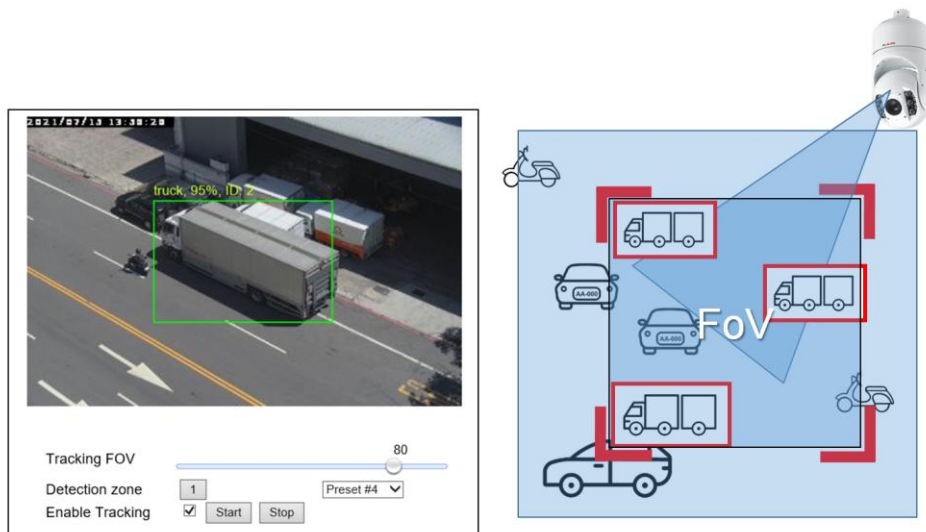 2021/07/13 13:38:20
truck, 95%, ID: 2
Tracking FOV
80
Detection zone
1
Preset #4
Enable Tracking
Start
Stop
AA-000
AA-000
FoV